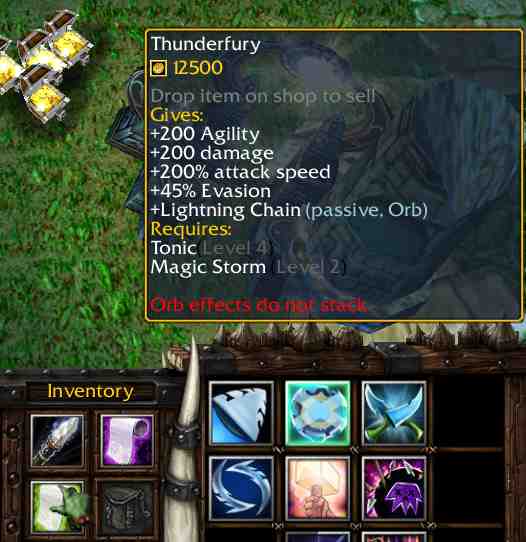 Thunderfury
12500
Drop item on shop to sell
Gives:
+200 Agility
+200 damage
+200% attack speed
+45% Evasion
+Lightning Chain (passive, Orb)
Requires:
Tonic (Level 4)
Magic Storm (Level 2)
Orb effects do not stack.
Inventory